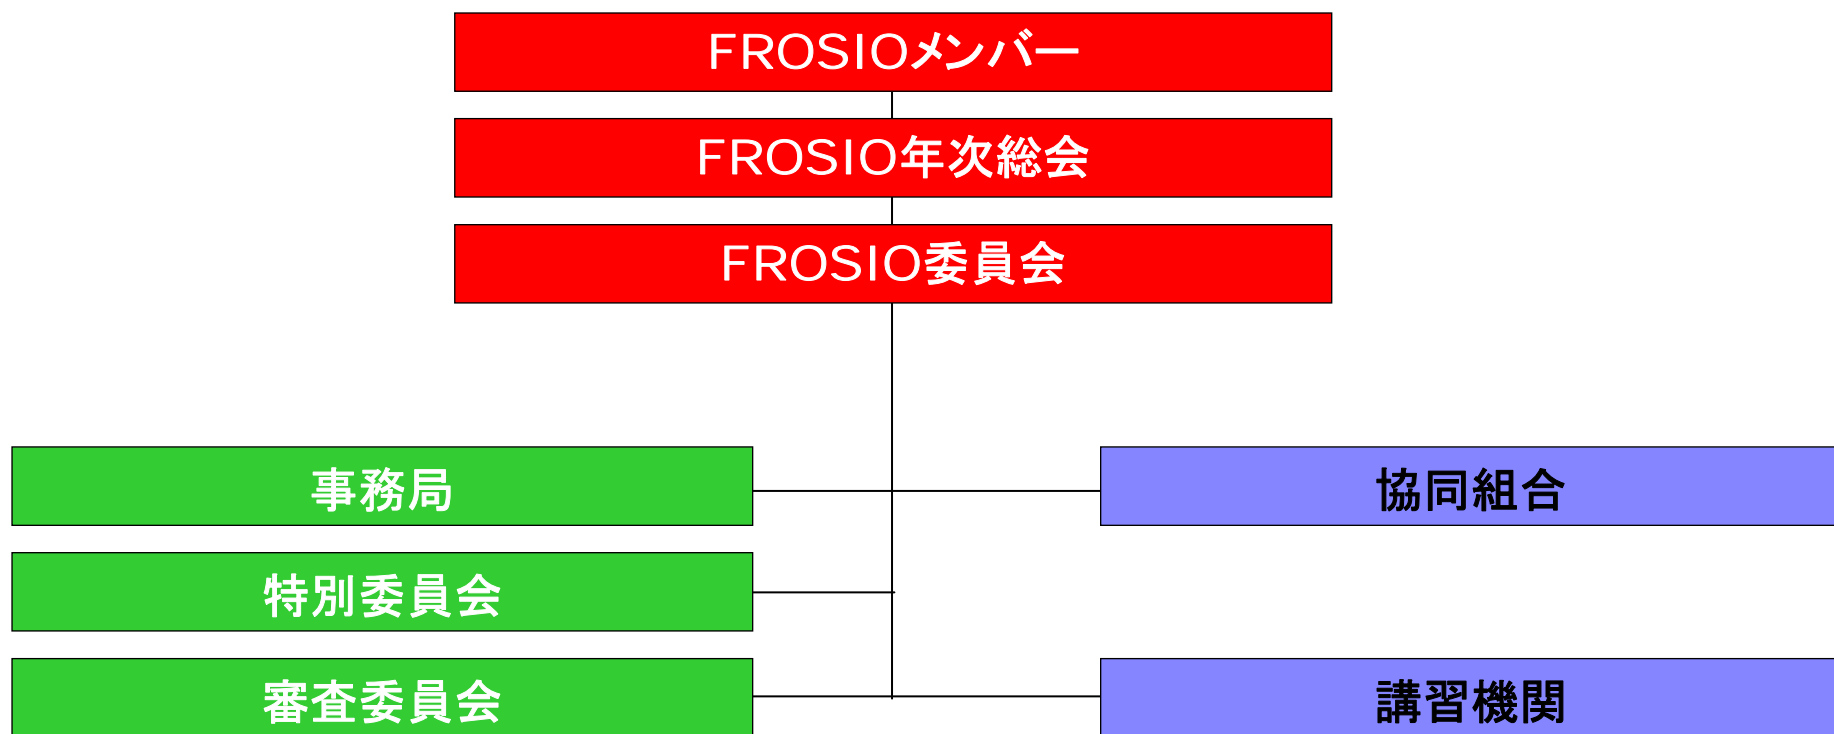 FROSIOメンバー
FROSIO年次総会
FROSIO委員会
事務局
協同組合
特別委員会
審査委員会
講習機関